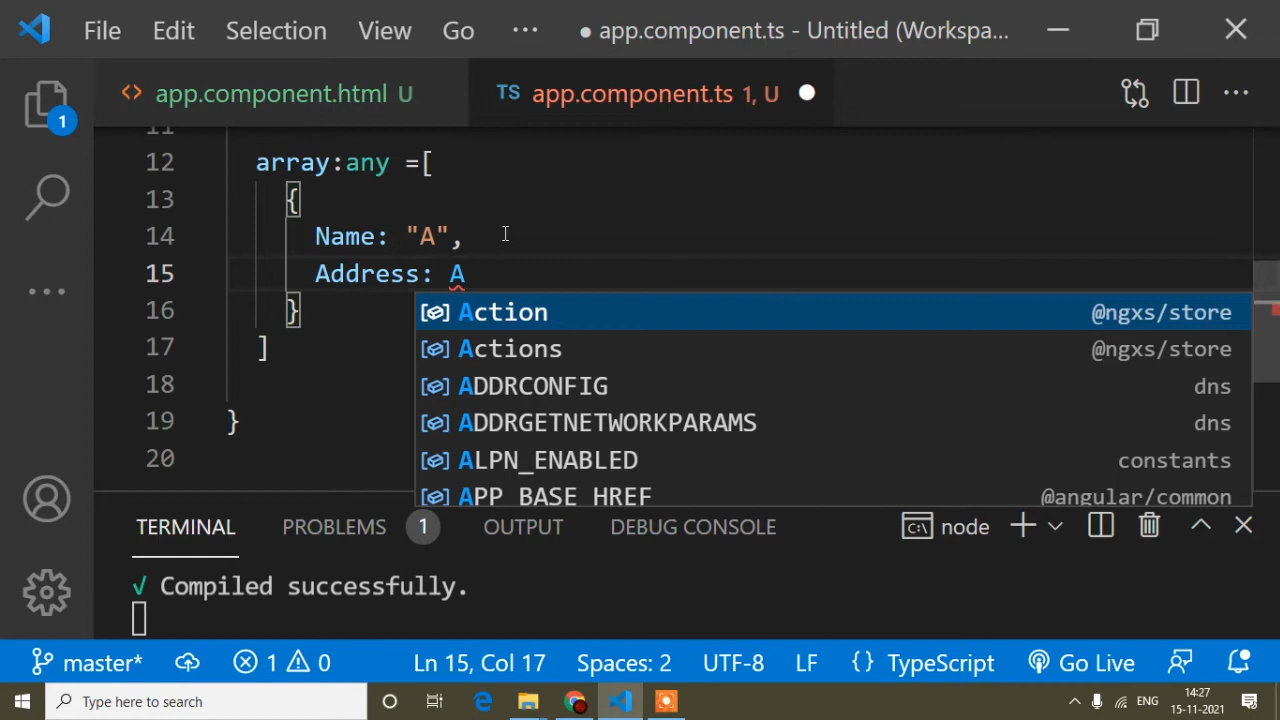 File Edit Selection View Go ··· ● app.component.ts - Untitled (Workspa...
<> app.component.html U TS app.component.ts 1, U ●
1
11
12 array:any =[
13 {
14 Name: "A",
15 Address: A
16 }
17 ]
18
19 }
20
Action @ngxs/store
Actions @ngxs/store
ADDRCONFIG dns
ADDRGETNETWORKPARAMS dns
ALPN_ENABLED constants
APP_BASE_HREF @angular/common
TERMINAL PROBLEMS 1 OUTPUT DEBUG CONSOLE node
√ Compiled successfully.
master* 1 0 Ln 15, Col 17 Spaces: 2 UTF-8 LF {} TypeScript Go Live
Type here to search ENG 14:27
15-11-2021